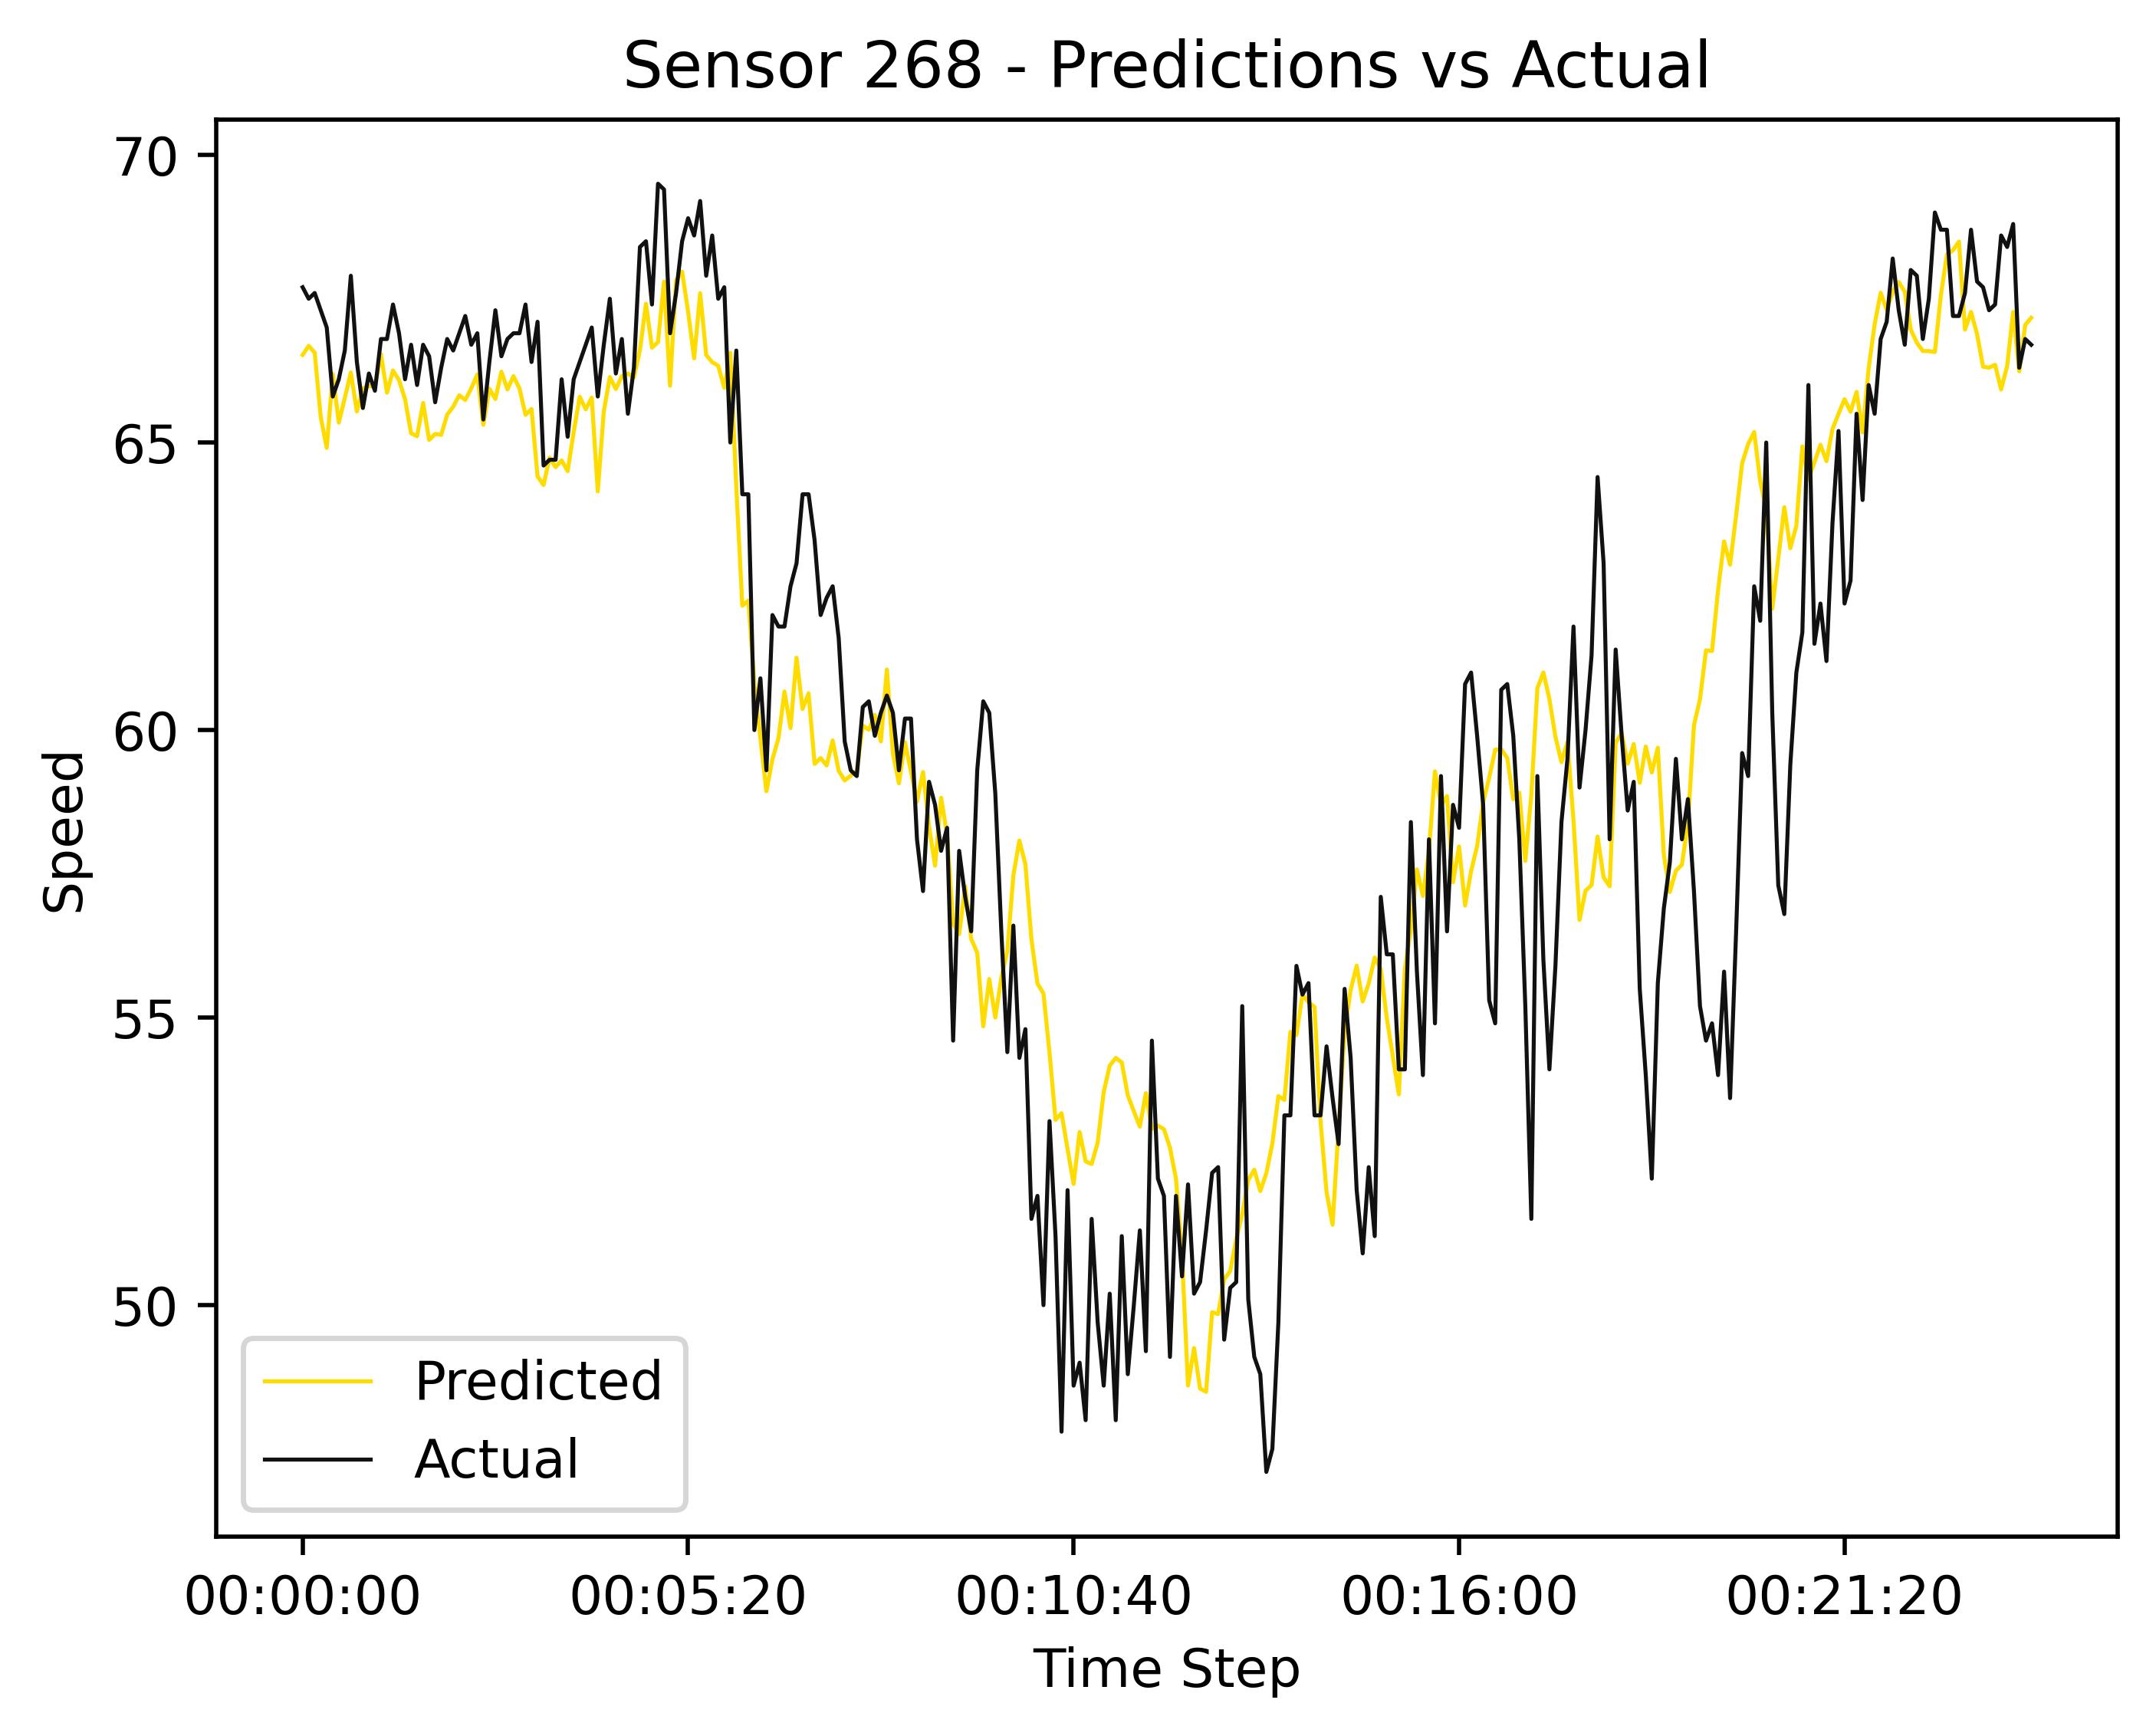 Sensor 268 - Predictions vs Actual
70
65
60
55
50
Speed
Predicted
Actual
00:00:00 00:05:20 00:10:40 00:16:00 00:21:20
Time Step